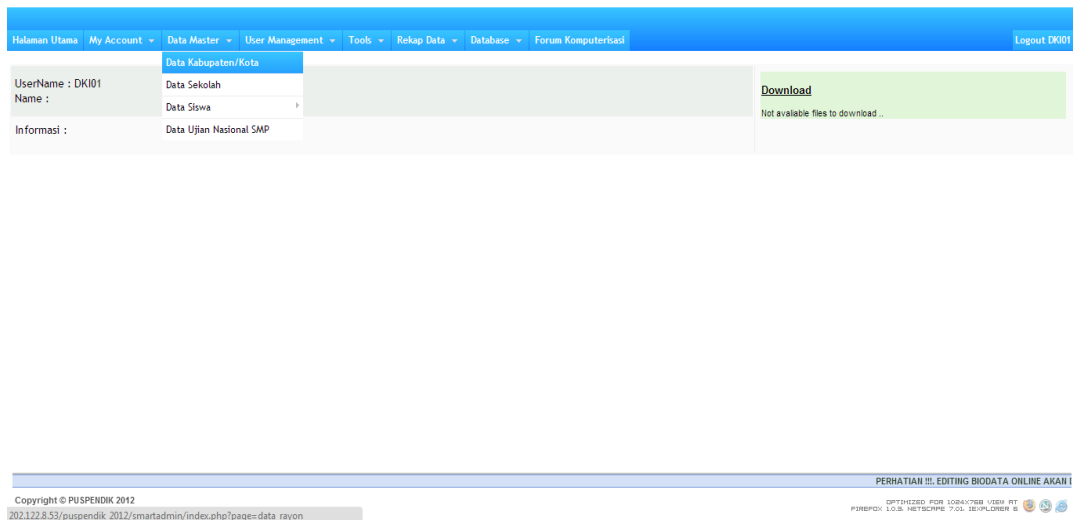 Halaman Utama My Account Data Master User Management Tools Rekap Data Database Forum Komputerisasi Logout DKI01
Data Kabupaten/Kota
Data Sekolah
Data Siswa
Data Ujian Nasional SMP
UserName : DKI01
Name :
Informasi :
Download
Not avaliable files to download ..
PERHATIAN !!!. EDITING BIODATA ONLINE AKAN
Copyright © PUSPENDIK 2012
OPTIMIZED FOR 1024X768 VIEW AT
FIREFOX 1.0.9, NETSCAPE 7.01, IEXPLORER 6
202.122.8.53/puspendik_2012/smartadmin/index.php?page=data_rayon